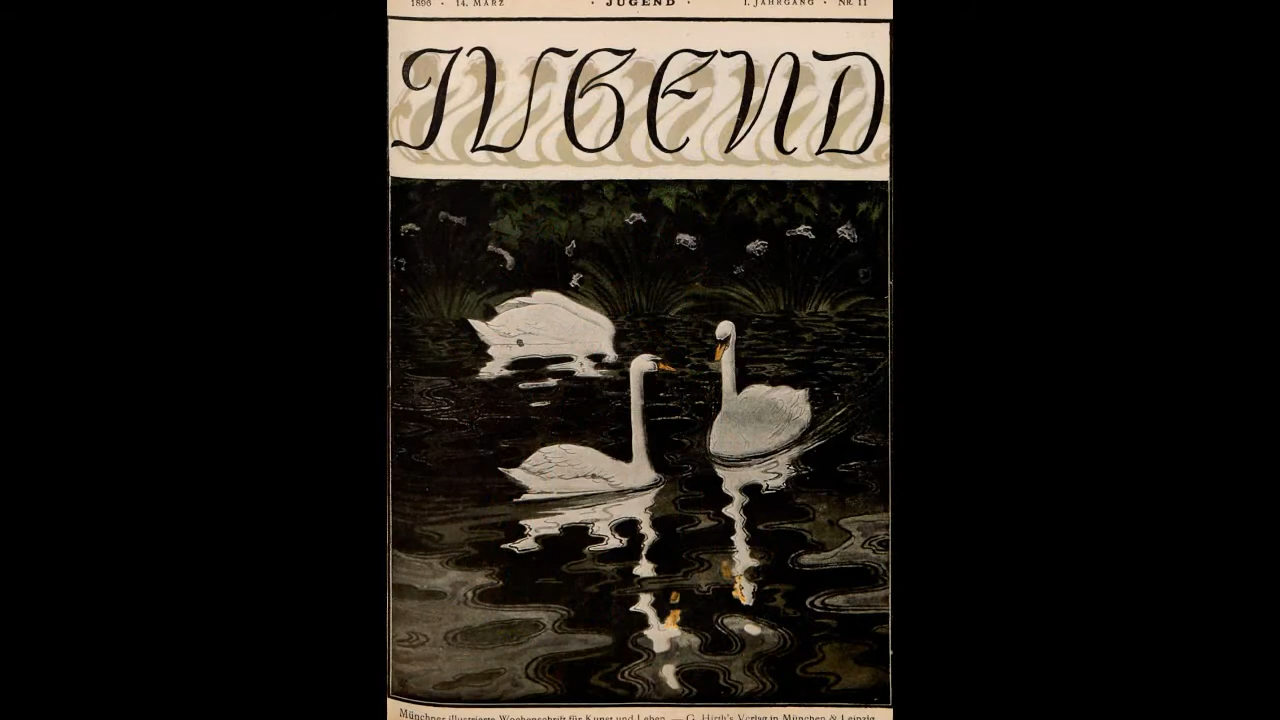 1896 · 14. MÄRZ · JUGEND · I. JAHRGANG · NR. 11
JUGEND
Münchner illustrierte Wochenschrift für Kunst und Leben. — G. Hirth's Verlag in München & Leipzig.